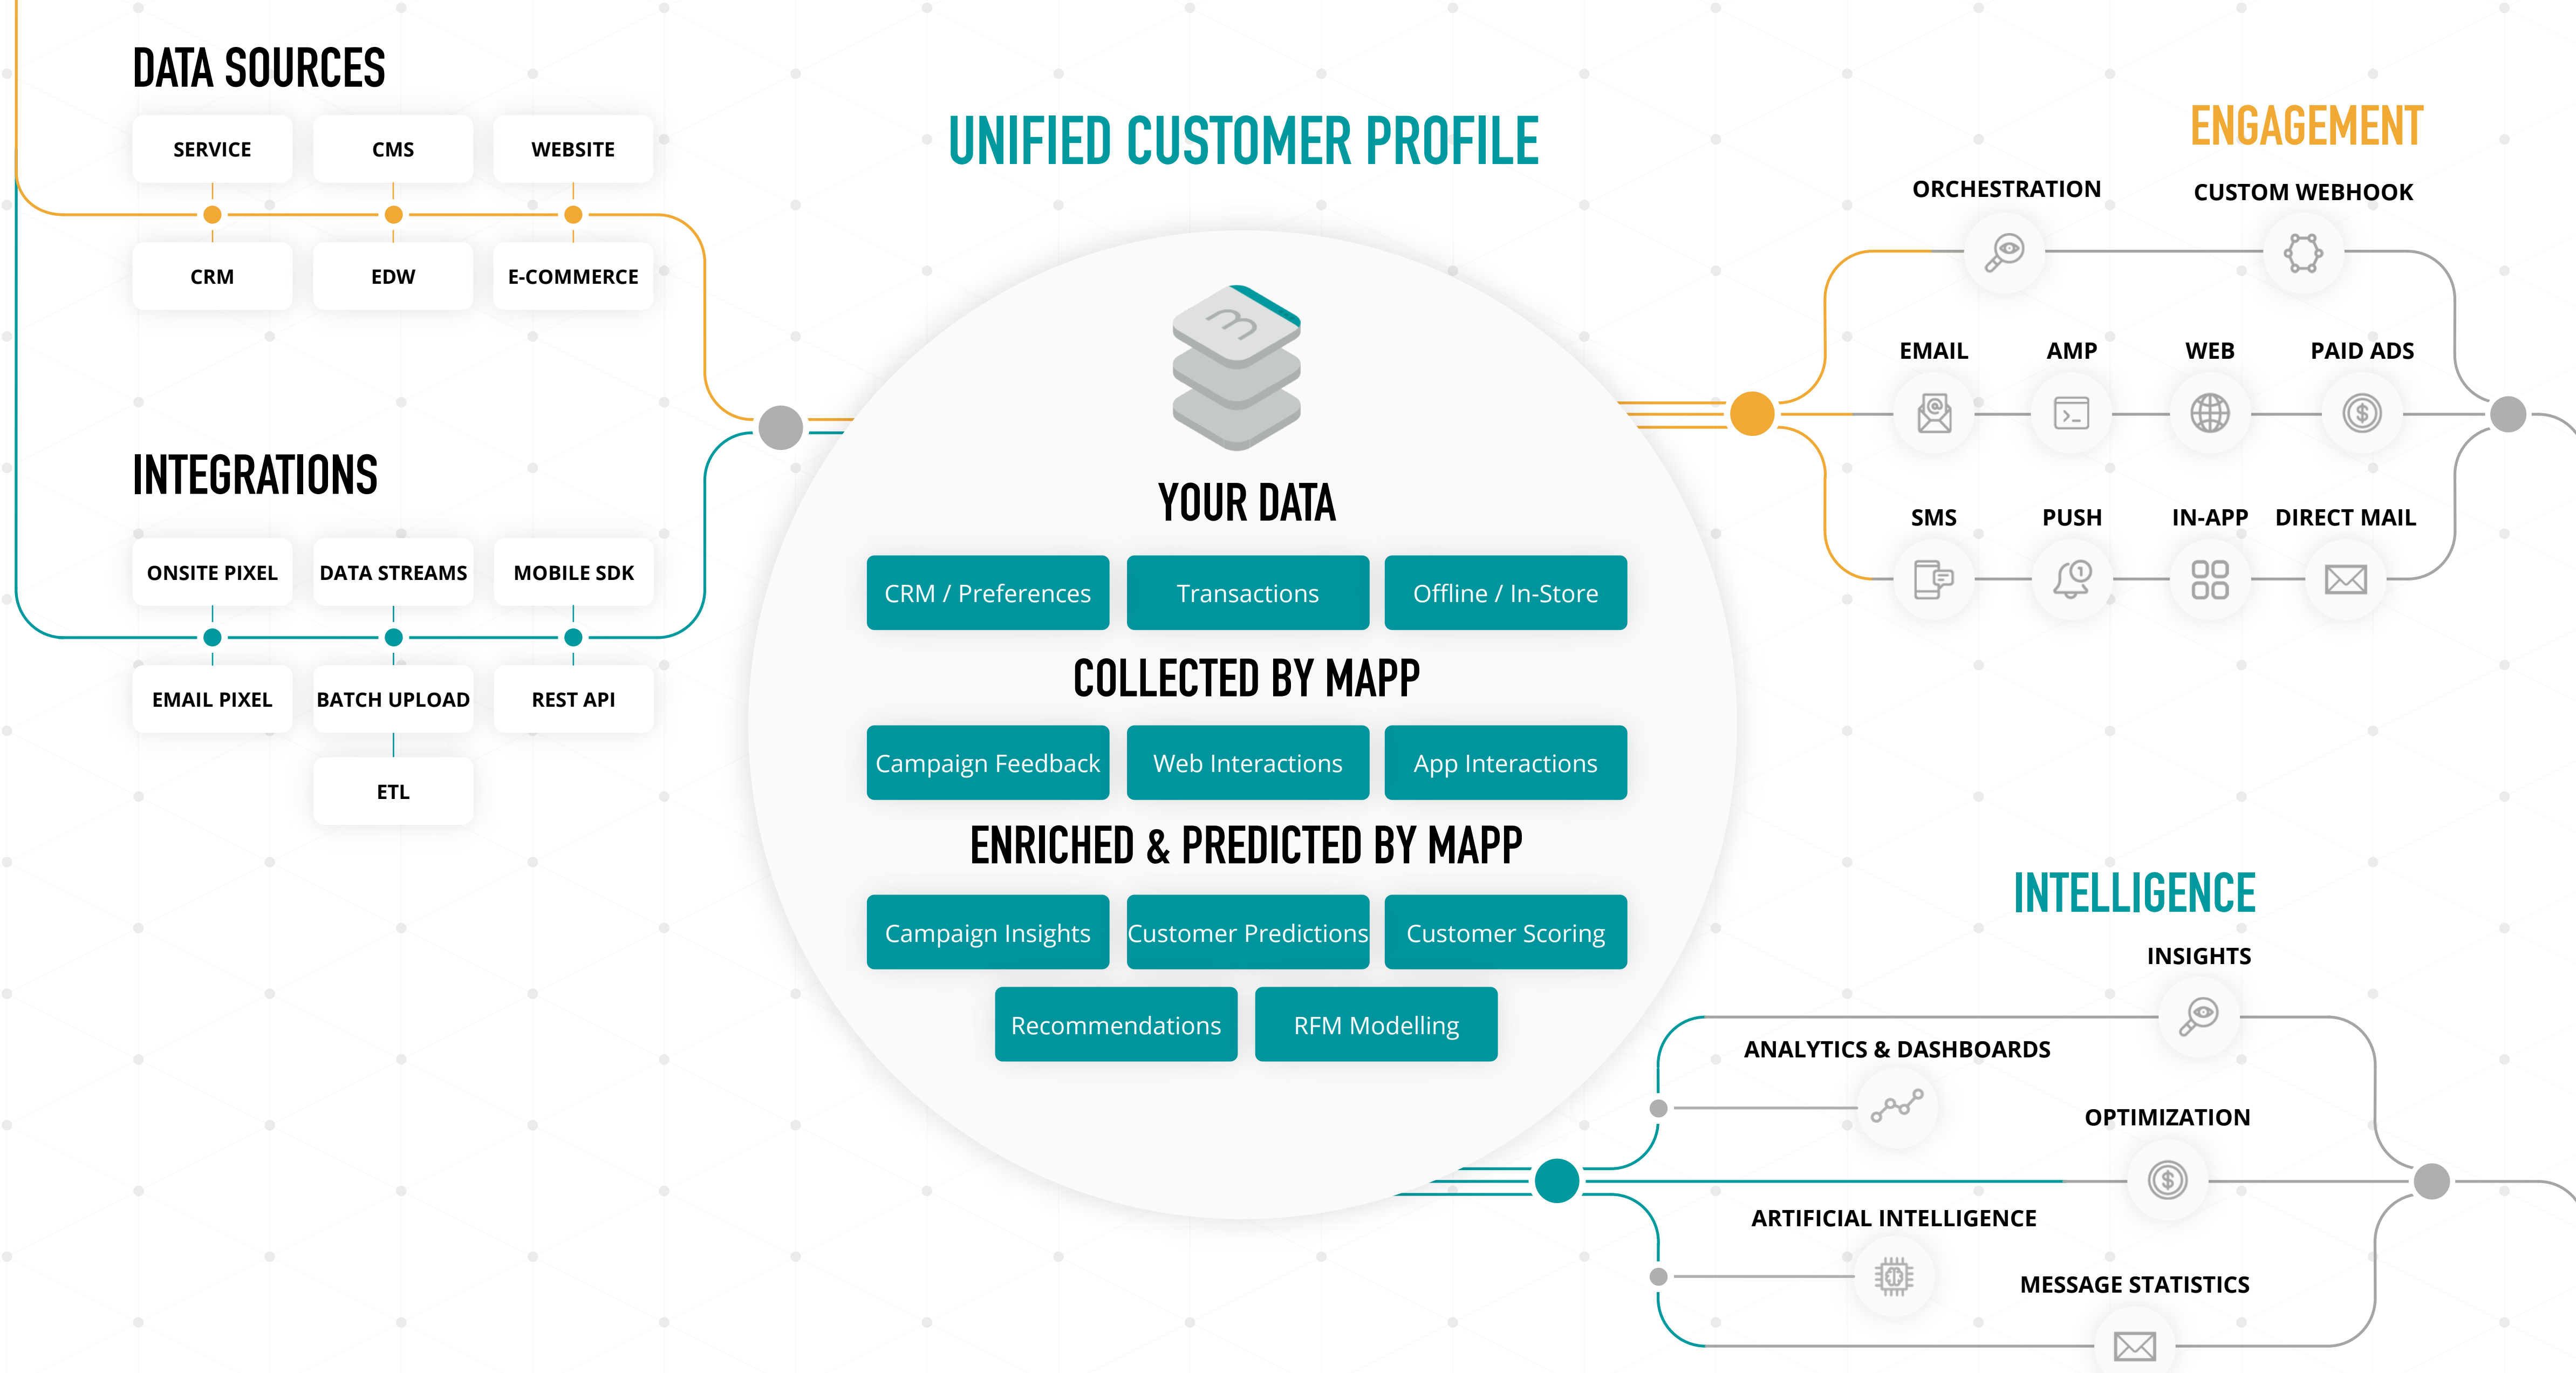 DATA SOURCES
SERVICE
CMS
WEBSITE
CRM
EDW
E-COMMERCE
INTEGRATIONS
ONSITE PIXEL
DATA STREAMS
MOBILE SDK
EMAIL PIXEL
BATCH UPLOAD
REST API
ETL
UNIFIED CUSTOMER PROFILE
m
YOUR DATA
CRM / Preferences
Transactions
Offline / In-Store
COLLECTED BY MAPP
Campaign Feedback
Web Interactions
App Interactions
ENRICHED & PREDICTED BY MAPP
Campaign Insights
Customer Predictions
Customer Scoring
Recommendations
RFM Modelling
ENGAGEMENT
ORCHESTRATION
CUSTOM WEBHOOK
EMAIL
AMP
WEB
PAID ADS
@
>_
$
SMS
PUSH
IN-APP
DIRECT MAIL
1
INTELLIGENCE
INSIGHTS
ANALYTICS & DASHBOARDS
OPTIMIZATION
$
ARTIFICIAL INTELLIGENCE
MESSAGE STATISTICS